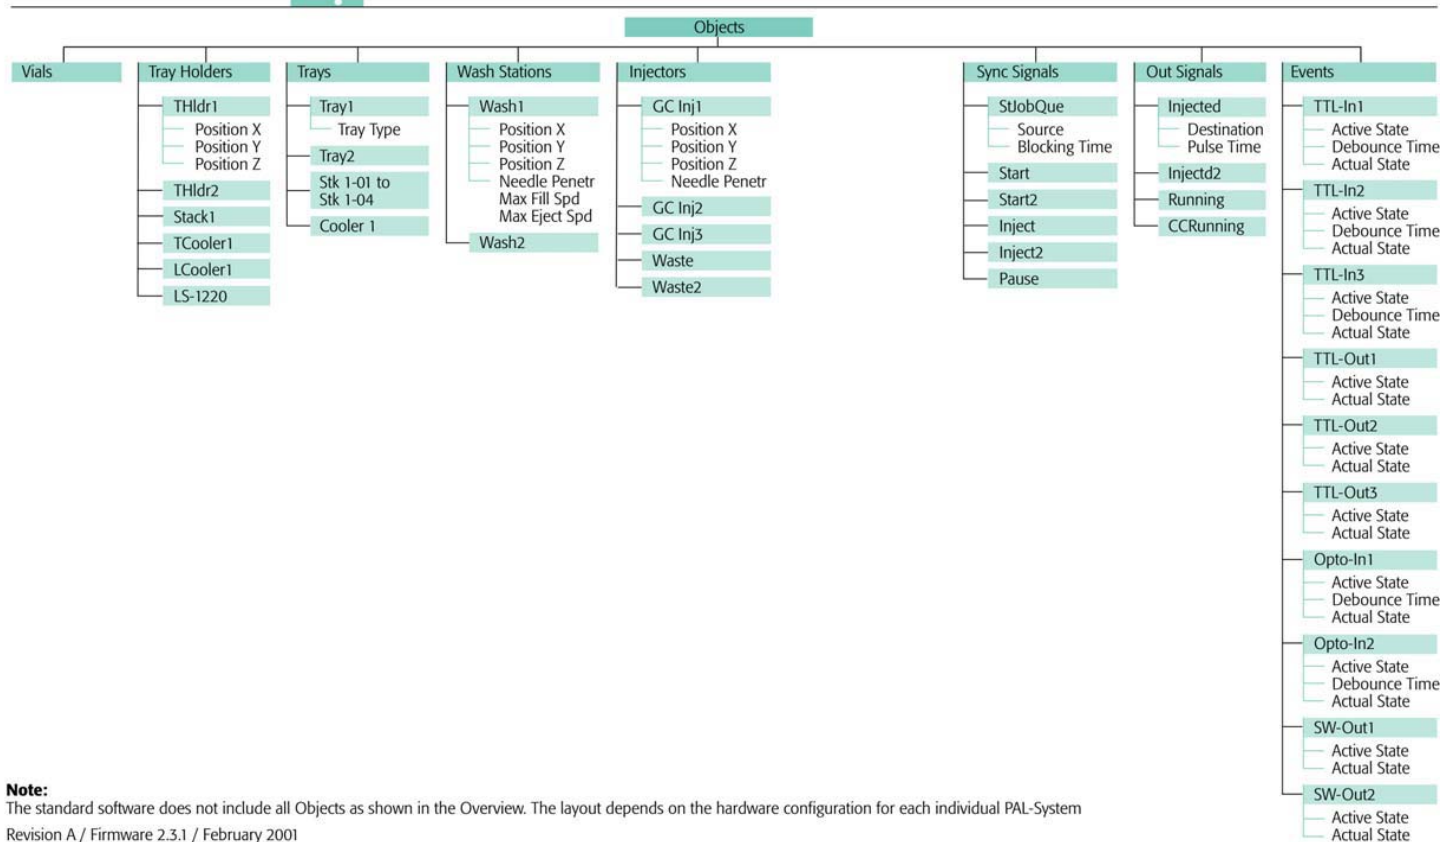 Objects
Vials
Tray Holders
THldr1
Position X
Position Y
Position Z
THldr2
Stack1
TCooler1
LCooler1
LS-1220
Trays
Tray1
Tray Type
Tray2
Stk 1-01 to
Stk 1-04
Cooler 1
Wash Stations
Wash1
Position X
Position Y
Position Z
Needle Penetr
Max Fill Spd
Max Eject Spd
Wash2
Injectors
GC Inj1
Position X
Position Y
Position Z
Needle Penetr
GC Inj2
GC Inj3
Waste
Waste2
Sync Signals
StJobQue
Source
Blocking Time
Start
Start2
Inject
Inject2
Pause
Out Signals
Injected
Destination
Pulse Time
Injectd2
Running
CCRunning
Events
TTL-In1
Active State
Debounce Time
Actual State
TTL-In2
Active State
Debounce Time
Actual State
TTL-In3
Active State
Debounce Time
Actual State
TTL-Out1
Active State
Actual State
TTL-Out2
Active State
Actual State
TTL-Out3
Active State
Actual State
Opto-In1
Active State
Debounce Time
Actual State
Opto-In2
Active State
Debounce Time
Actual State
SW-Out1
Active State
Actual State
SW-Out2
Active State
Actual State
Note:
The standard software does not include all Objects as shown in the Overview. The layout depends on the hardware configuration for each individual PAL-System
Revision A / Firmware 2.3.1 / February 2001